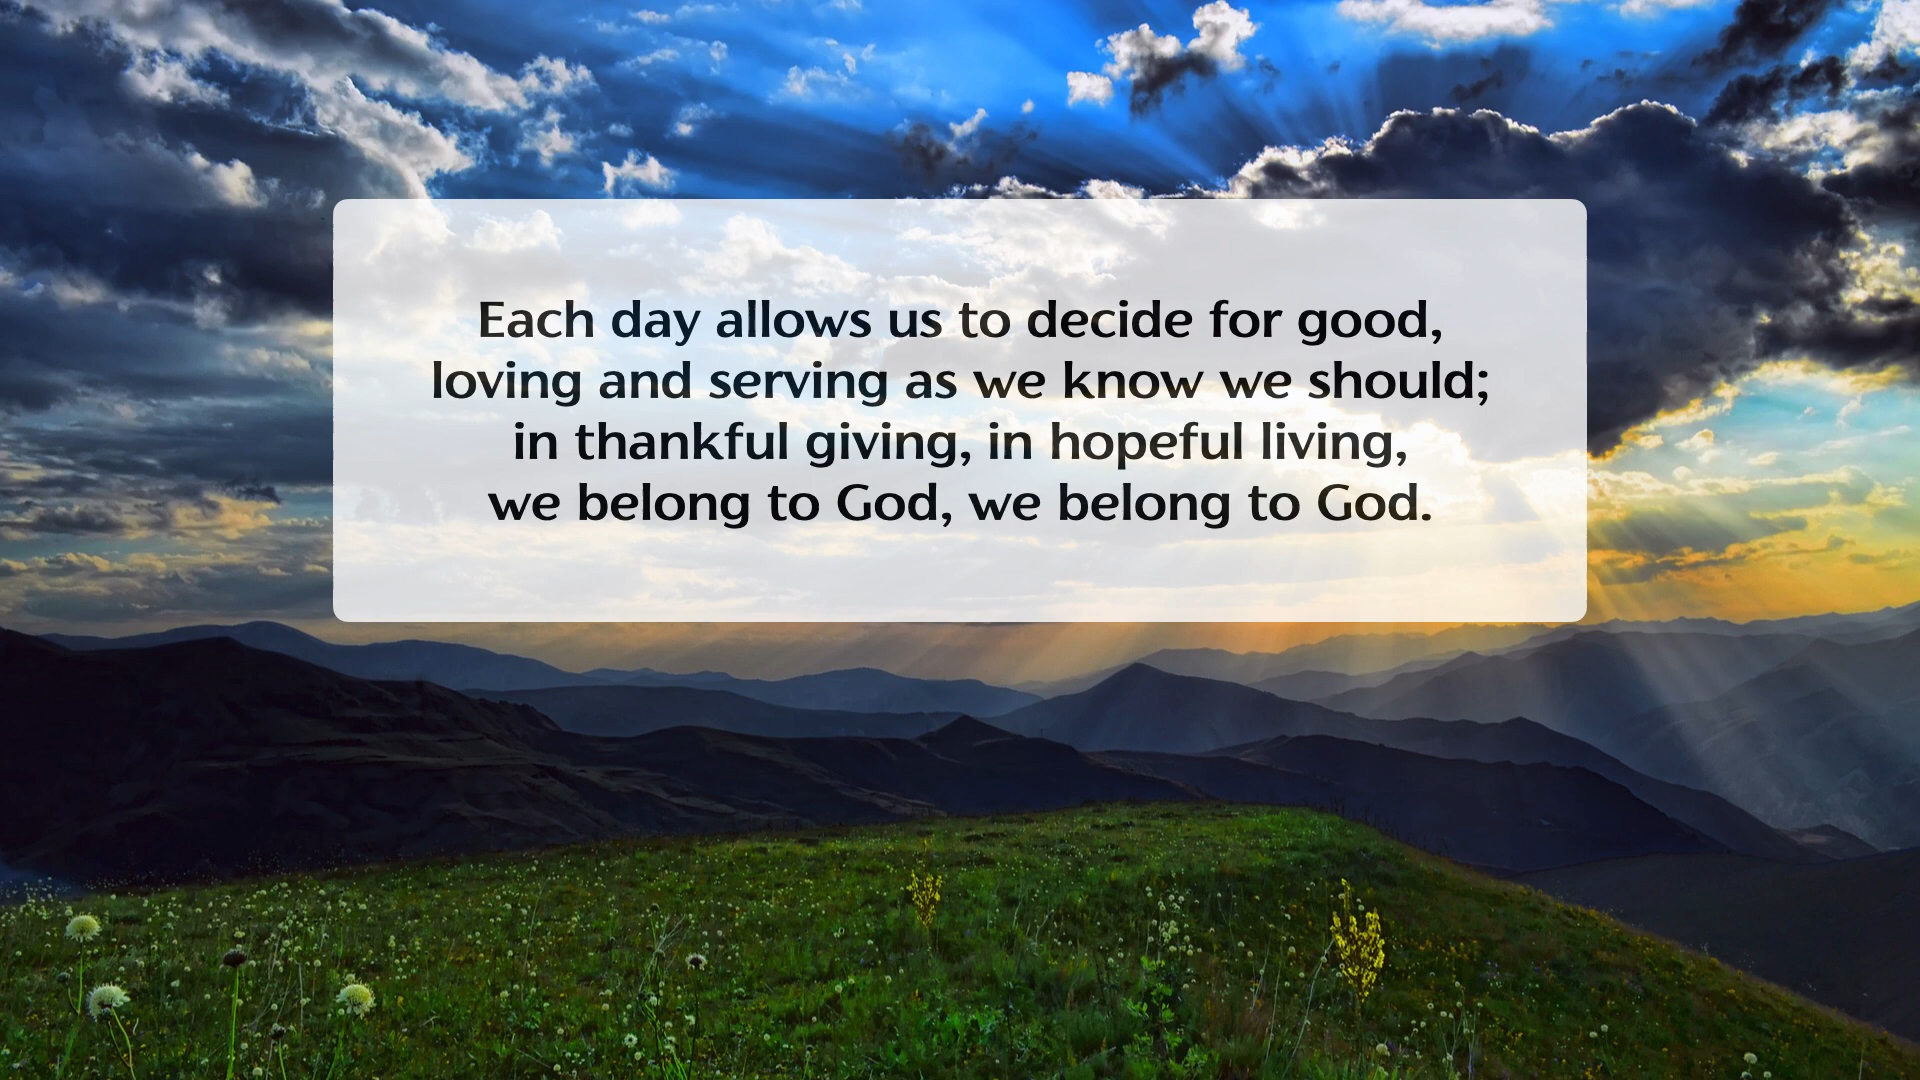 Each day allows us to decide for good,
loving and serving as we know we should;
in thankful giving, in hopeful living,
we belong to God, we belong to God.